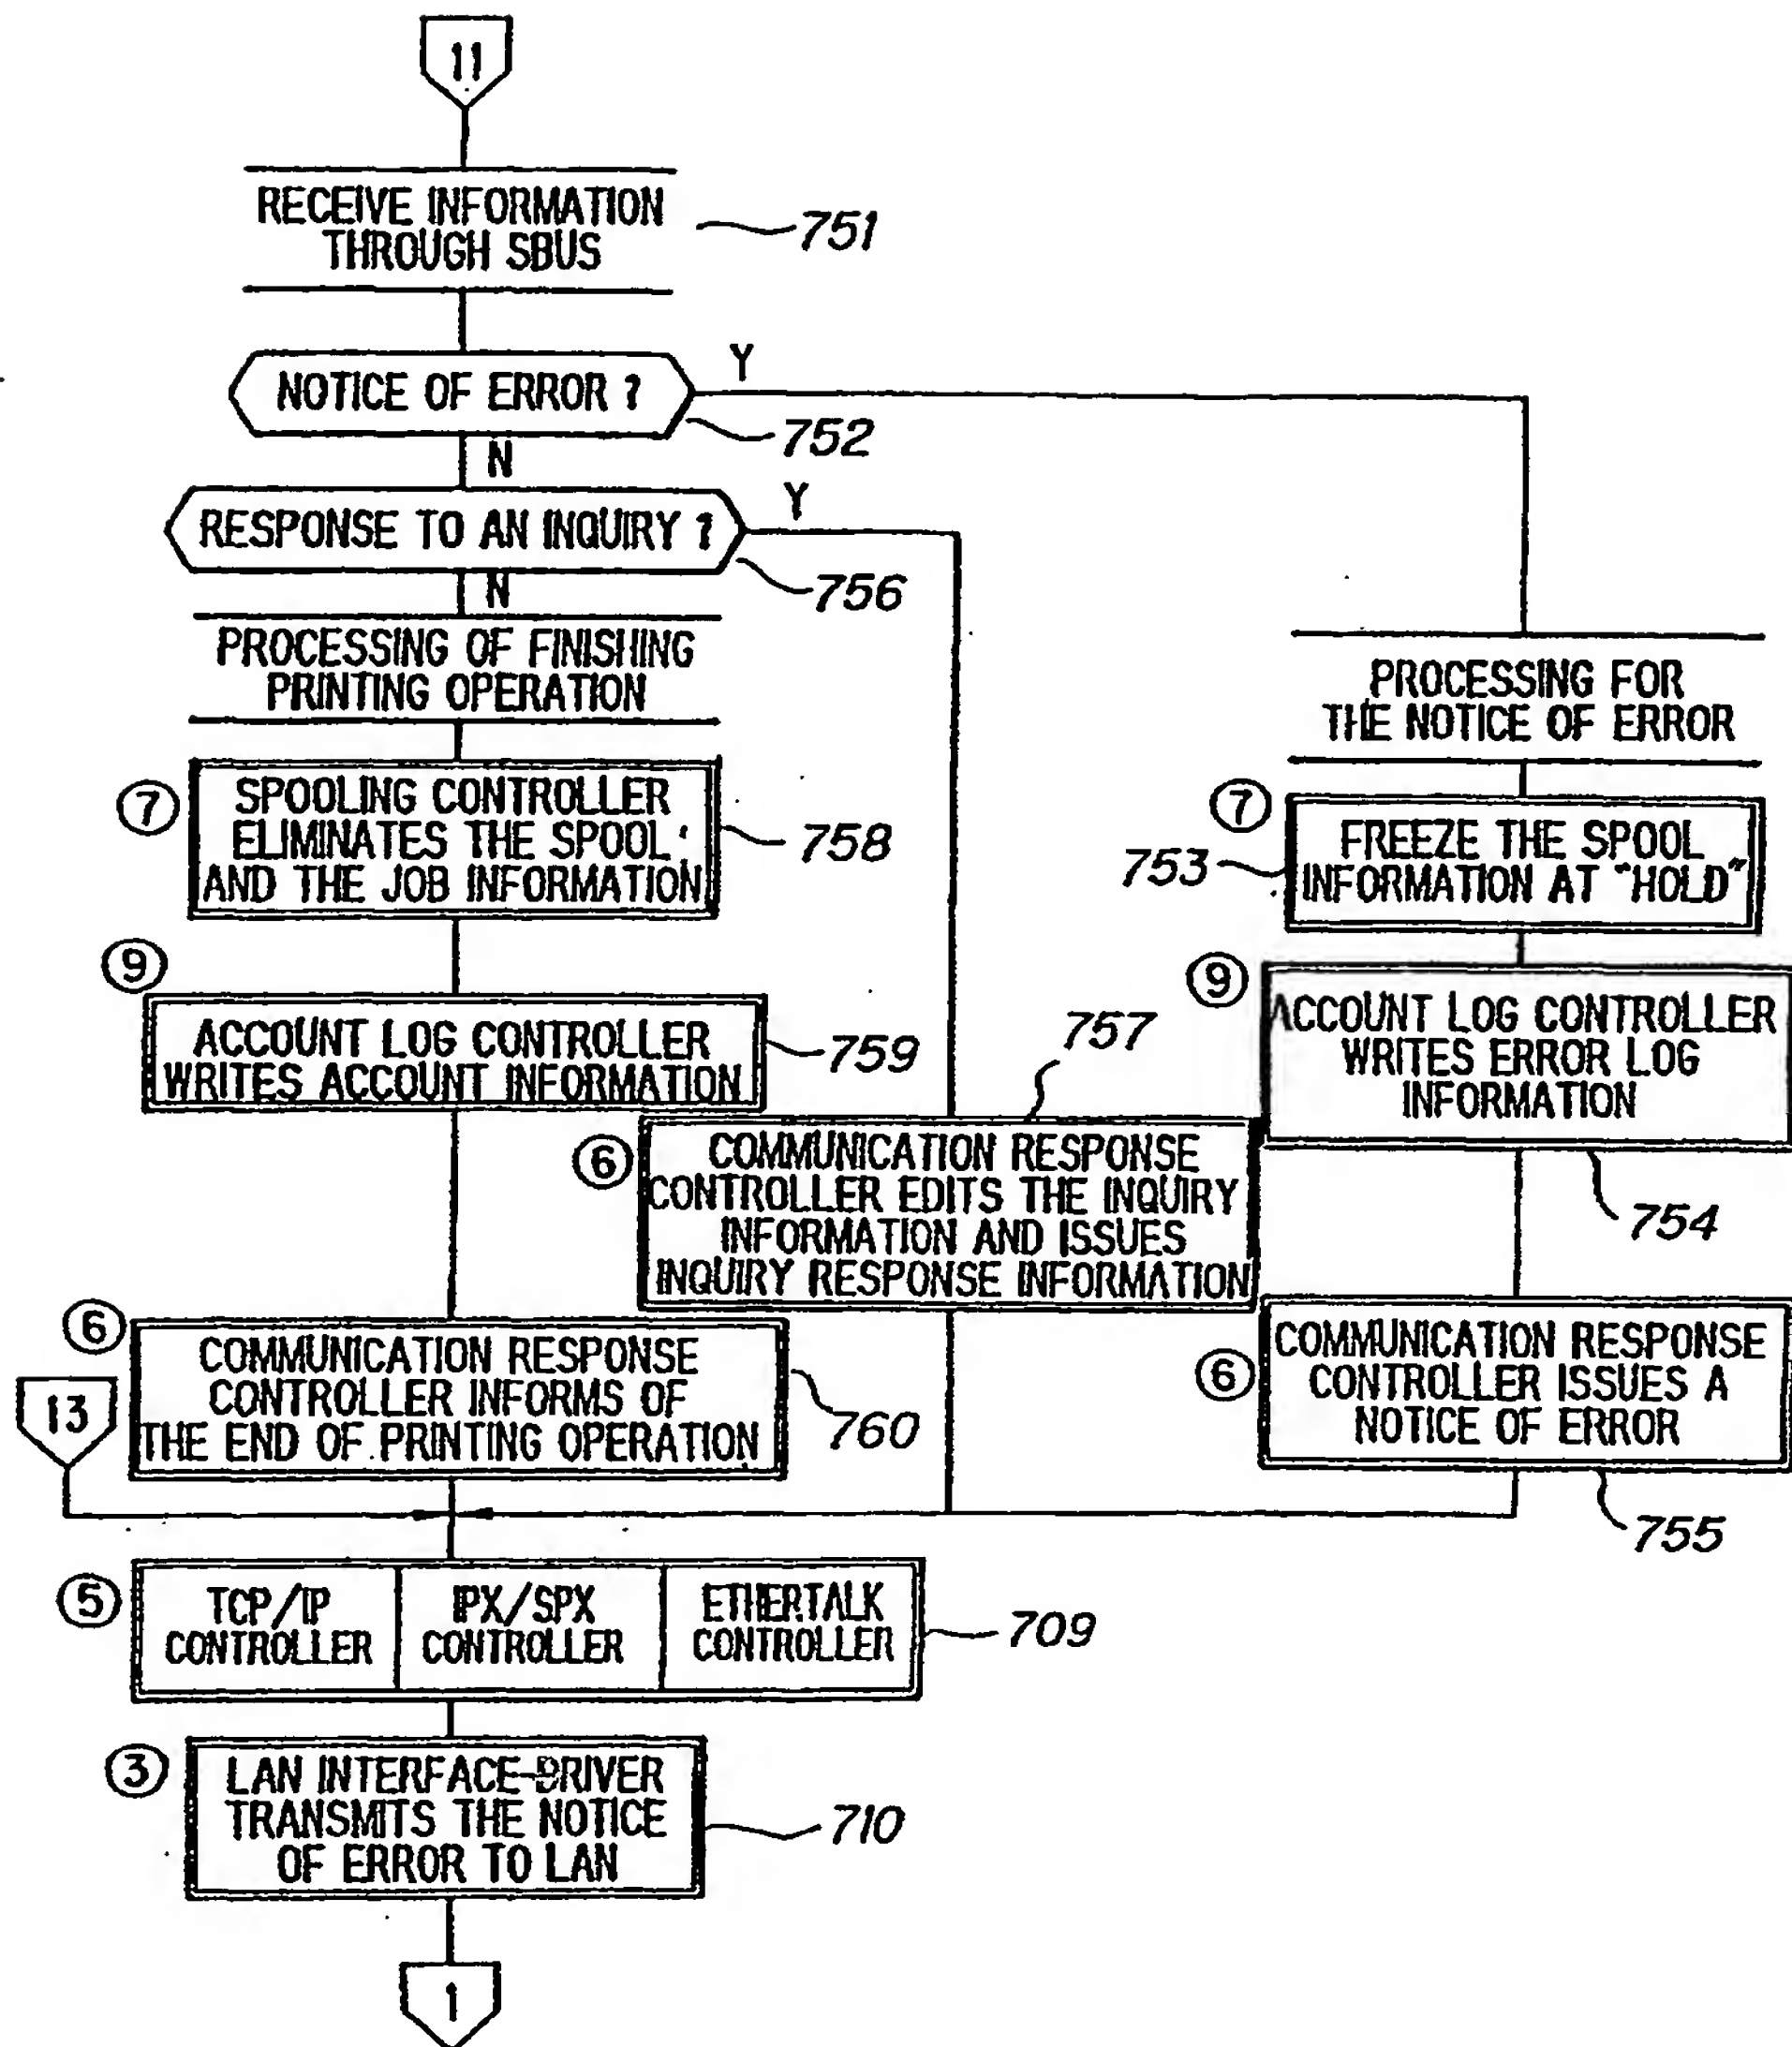 11
RECEIVE INFORMATION
THROUGH SBUS
751
NOTICE OF ERROR ?
Y
752
N
RESPONSE TO AN INQUIRY ?
Y
756
N
PROCESSING OF FINISHING
PRINTING OPERATION
PROCESSING FOR
THE NOTICE OF ERROR
7
SPOOLING CONTROLLER
ELIMINATES THE SPOOL
AND THE JOB INFORMATION
758
7
753
FREEZE THE SPOOL
INFORMATION AT "HOLD"
9
ACCOUNT LOG CONTROLLER
WRITES ACCOUNT INFORMATION
759
9
ACCOUNT LOG CONTROLLER
WRITES ERROR LOG
INFORMATION
754
757
6
COMMUNICATION RESPONSE
CONTROLLER EDITS THE INQUIRY
INFORMATION AND ISSUES
INQUIRY RESPONSE INFORMATION
6
COMMUNICATION RESPONSE
CONTROLLER INFORMS OF
THE END OF PRINTING OPERATION
760
6
COMMUNICATION RESPONSE
CONTROLLER ISSUES A
NOTICE OF ERROR
755
13
5
TCP/IP
CONTROLLER
IPX/SPX
CONTROLLER
ETHERTALK
CONTROLLER
709
3
LAN INTERFACE-DRIVER
TRANSMITS THE NOTICE
OF ERROR TO LAN
710
1